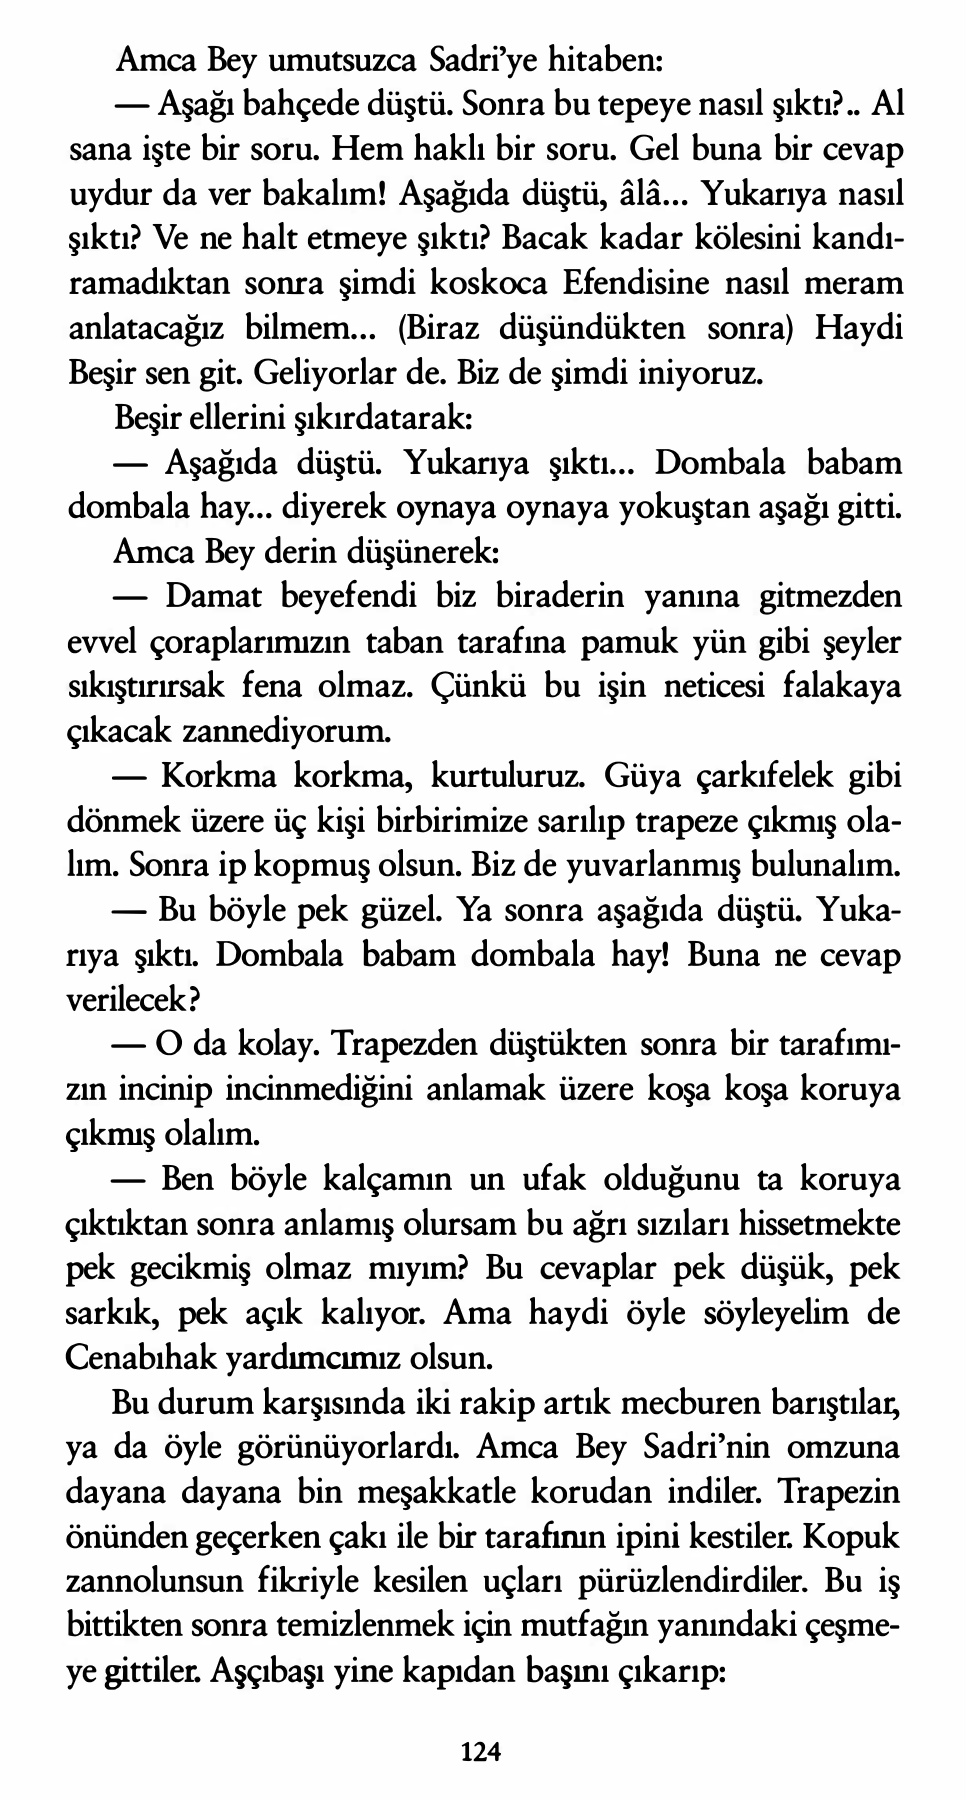 Amca Bey umutsuzca Sadri’ye hitaben:
— Aşağı bahçede düştü. Sonra bu tepeye nasıl şıktı?.. Al
sana işte bir soru. Hem haklı bir soru. Gel buna bir cevap
uydur da ver bakalım! Aşağıda düştü, âlâ... Yukarıya nasıl
şıktı? Ve ne halt etmeye şıktı? Bacak kadar kölesini kandı-
ramadıktan sonra şimdi koskoca Efendisine nasıl meram
anlatacağız bilmem... (Biraz düşündükten sonra) Haydi
Beşir sen git. Geliyorlar de. Biz de şimdi iniyoruz.
Beşir ellerini şıkırdatarak:
— Aşağıda düştü. Yukarıya şıktı... Dombala babam
dombala hay... diyerek oynaya oynaya yokuştan aşağı gitti.
Amca Bey derin düşünerek:
— Damat beyefendi biz biraderin yanına gitmezden
evvel çoraplarımızın taban tarafına pamuk yün gibi şeyler
sıkıştırırsak fena olmaz. Çünkü bu işin neticesi falakaya
çıkacak zannediyorum.
— Korkma korkma, kurtuluruz. Güya çarkıfelek gibi
dönmek üzere üç kişi birbirimize sarılıp trapeze çıkmış ola-
lım. Sonra ip kopmuş olsun. Biz de yuvarlanmış bulunalım.
— Bu böyle pek güzel. Ya sonra aşağıda düştü. Yuka-
rıya şıktı. Dombala babam dombala hay! Buna ne cevap
verilecek?
— O da kolay. Trapezden düştükten sonra bir tarafımı-
zın incinip incinmediğini anlamak üzere koşa koşa koruya
çıkmış olalım.
— Ben böyle kalçamın un ufak olduğunu ta koruya
çıktıktan sonra anlamış olursam bu ağrı sızıları hissetmekte
pek gecikmiş olmaz mıyım? Bu cevaplar pek düşük, pek
sarkık, pek açık kalıyor. Ama haydi öyle söyleyelim de
Cenabıhak yardımcımız olsun.
Bu durum karşısında iki rakip artık mecburen barıştılar,
ya da öyle görünüyorlardı. Amca Bey Sadri’nin omzuna
dayana dayana bin meşakkatle korudan indiler. Trapezin
önünden geçerken çakı ile bir tarafının ipini kestiler. Kopuk
zannolunsun fikriyle kesilen uçları pürüzlendirdiler. Bu iş
bittikten sonra temizlenmek için mutfağın yanındaki çeşme-
ye gittiler. Aşçıbaşı yine kapıdan başını çıkarıp:
124